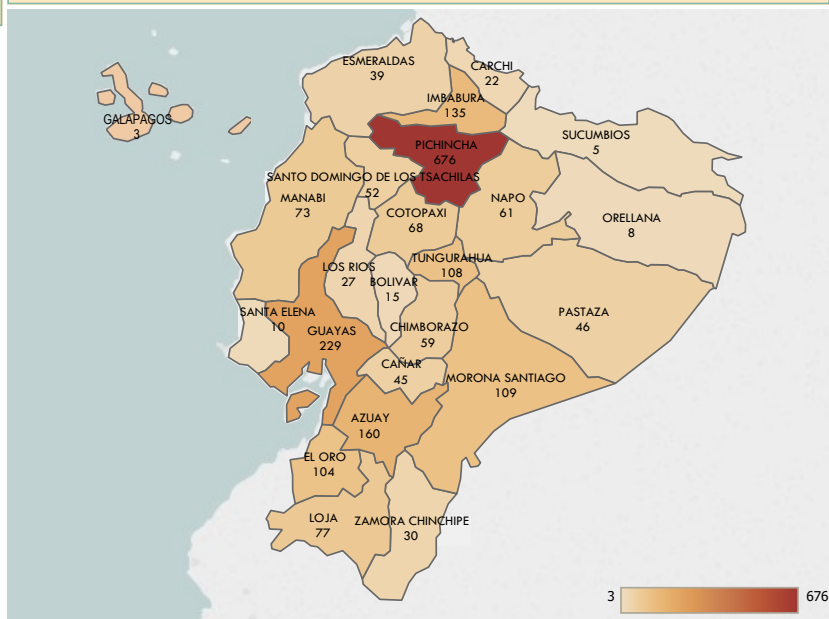 ESMERALDAS
39
CARCHI
22
IMBABURA
135
GALAPAGOS
3
SUCUMBIOS
5
PICHINCHA
676
SANTO DOMINGO DE LOS TSACHILAS
52
MANABI
73
NAPO
61
COTOPAXI
68
ORELLANA
8
TUNGURAHUA
108
LOS RIOS
27
BOLIVAR
15
SANTA ELENA
10
GUAYAS
229
CHIMBORAZO
59
PASTAZA
46
CAÑAR
45
MORONA SANTIAGO
109
AZUAY
160
EL ORO
104
LOJA
77
ZAMORA CHINCHIPE
30
3 676